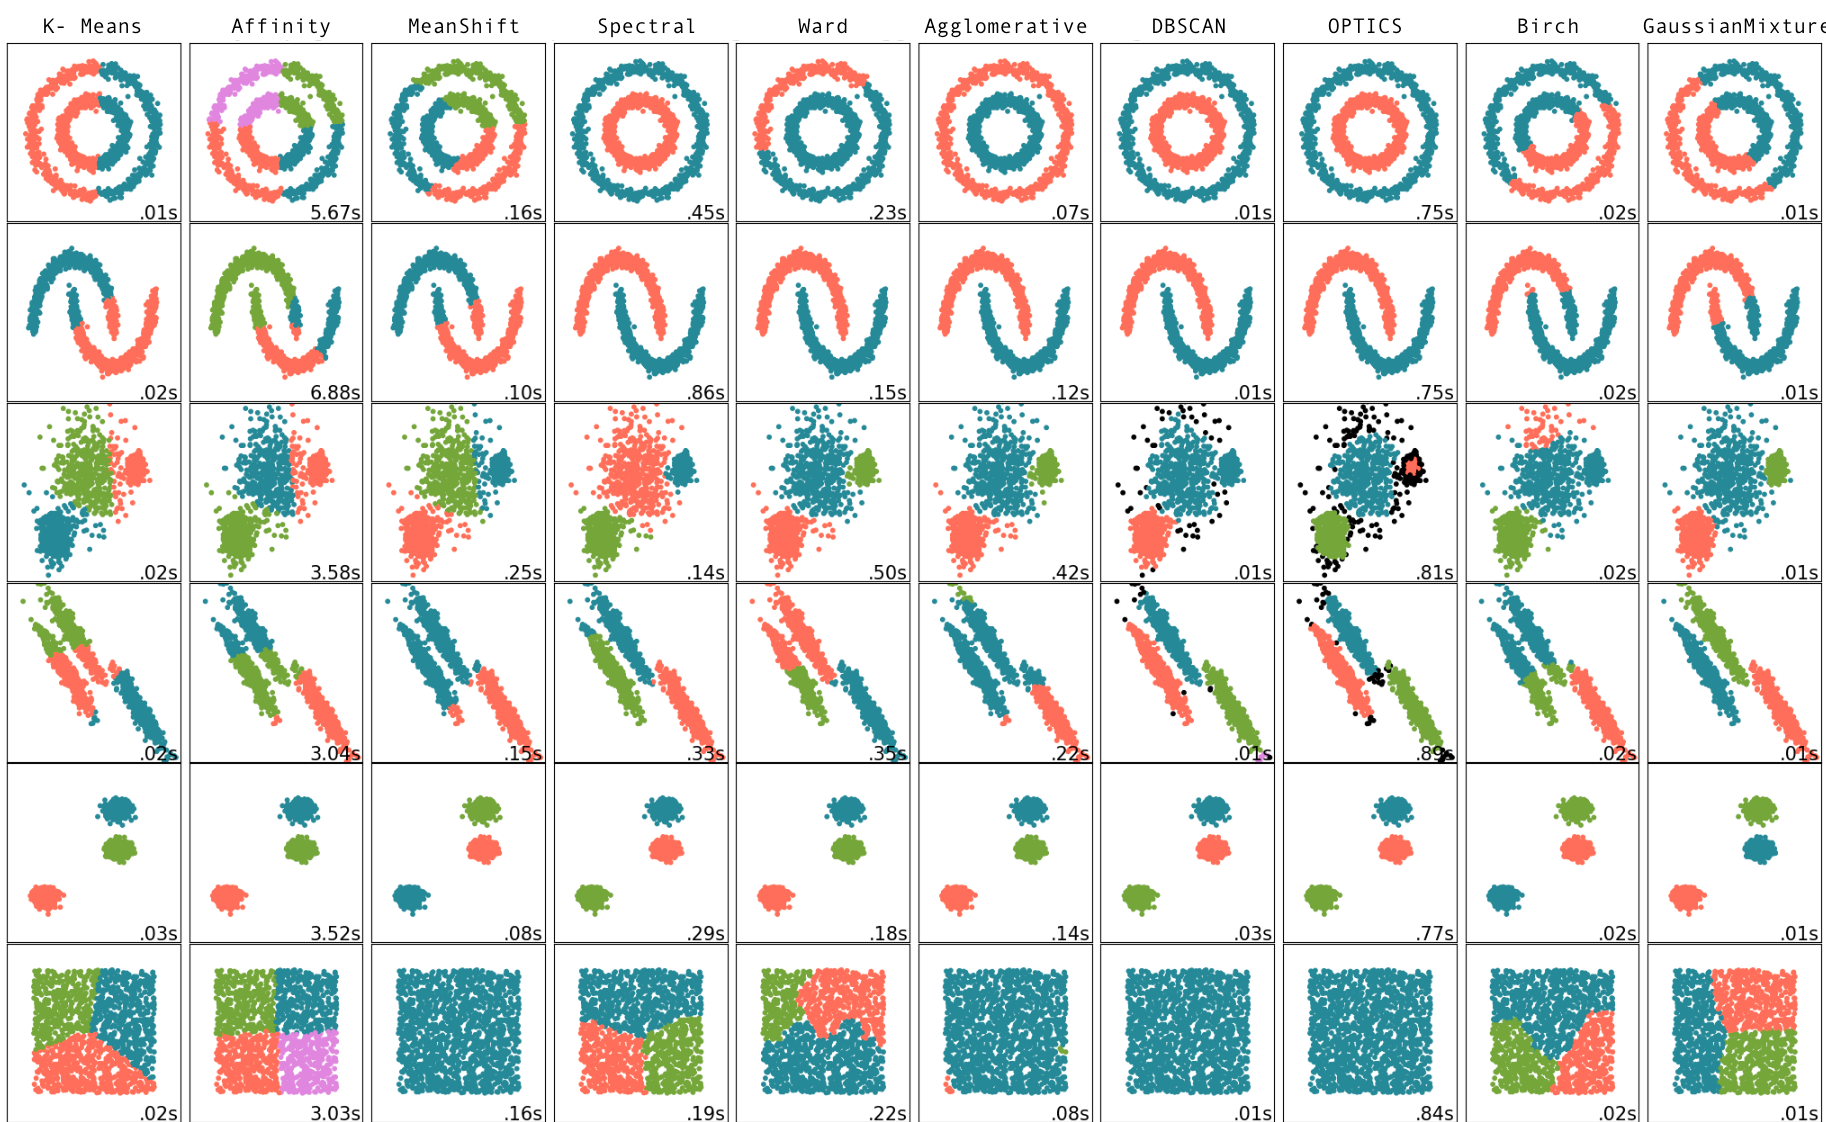 K- Means Affinity MeanShift Spectral Ward Agglomerative DBSCAN OPTICS Birch GaussianMixture
.01s 5.67s .16s .45s .23s .07s .01s .75s .02s .01s
.02s 6.88s .10s .86s .15s .12s .01s .75s .02s .01s
.02s 3.58s .25s .14s .50s .42s .01s .81s .02s .01s
.02s 3.04s .15s .33s .35s .22s .01s .89s .02s .01s
.03s 3.52s .08s .29s .18s .14s .03s .77s .02s .01s
.02s 3.03s .16s .19s .22s .08s .01s .84s .02s .01s